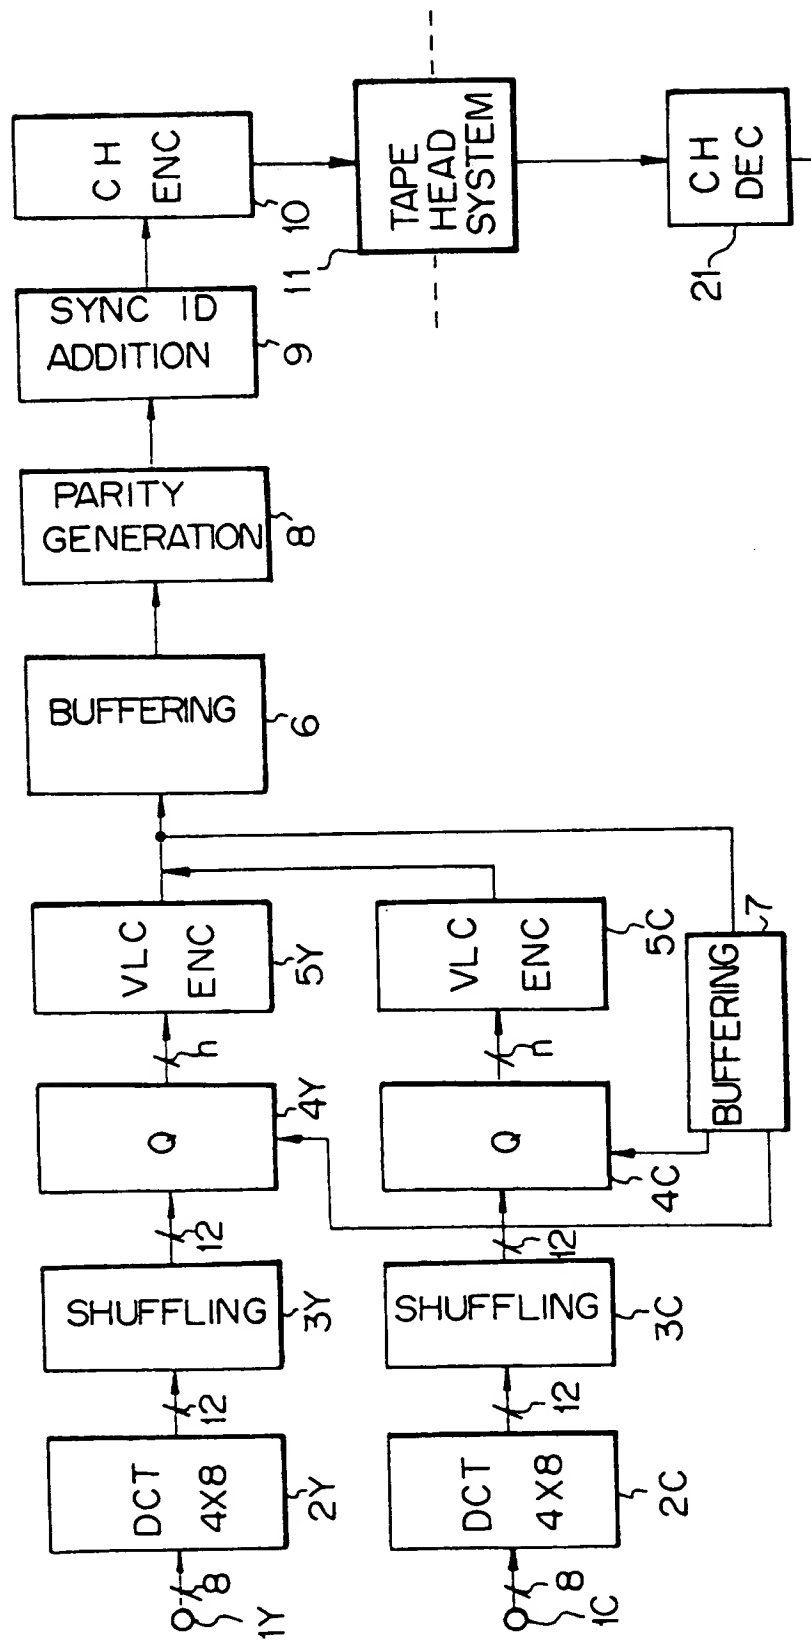 CH
ENC
10
TAPE
HEAD
SYSTEM
11
CH
DEC
21
SYNC ID
ADDITION
9
PARITY
GENERATION
8
BUFFERING
6
VLC
ENC
5Y
VLC
ENC
5C
BUFFERING
7
n
n
Q
4Y
Q
4C
12
12
SHUFFLING
3Y
SHUFFLING
3C
12
12
DCT
4X8
2Y
DCT
4X8
2C
8
1Y
8
1C